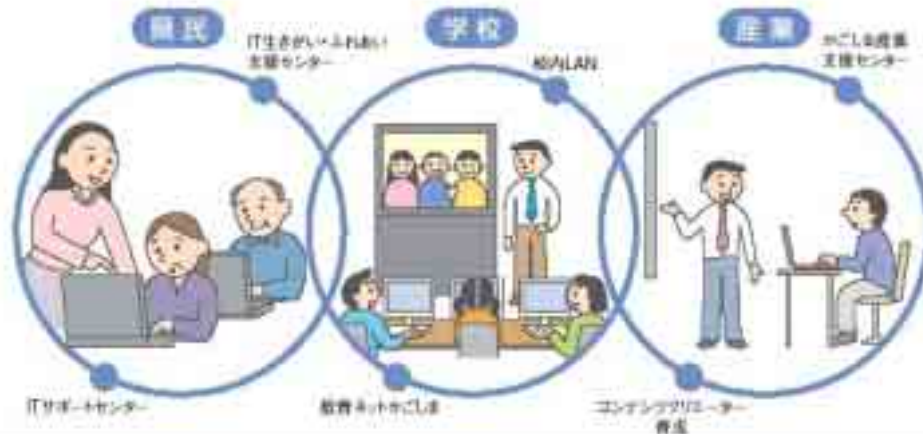 県民
IT生きがい・ふれあい
支援センター
学校
校内LAN
産業
かごしま産業
支援センター
ITサポートセンター
教育ネットかごしま
コンテンツクリエーター
育成